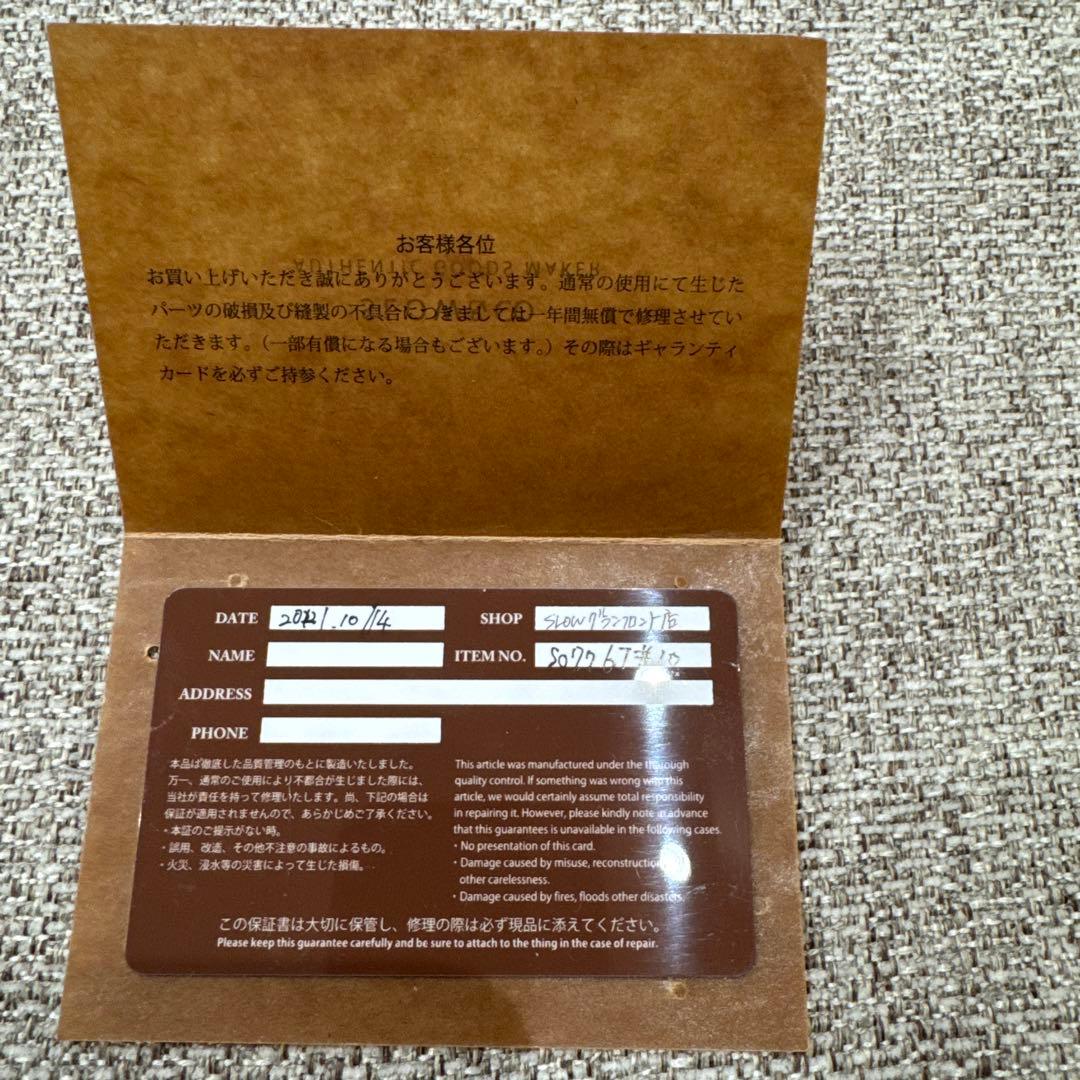 お客様各位
お買い上げいただき誠にありがとうございます。通常の使用にて生じた
パーツの破損及び縫製の不具合につきましては一年間無償で修理させてい
ただきます。（一部有償になる場合もございます。）その際はギャランティ
カードを必ずご持参ください。
AUTHENTIC GOODS MAKER
DATE 2021.10/14 SHOP SLOWグランフロント店
NAME ITEM NO.
ADDRESS
PHONE
本品は徹底した品質管理のもとに製造いたしました。
万一、通常のご使用により不都合が生じました際には、
当社が責任を持って修理いたします。尚、下記の場合は
保証が適用されませんので、あらかじめご了承ください。
・本証のご提示がない時。
・誤用、改造、その他不注意の事故によるもの。
・火災、浸水等の災害によって生じた損傷。
This article was manufactured under the thorough
quality control. If something was wrong with this
article, we would certainly assume total responsibility
in repairing it. However, please kindly note in advance
that this guarantees is unavailable in the following cases.
・No presentation of this card.
・Damage caused by misuse, reconstruction
other carelessness.
・Damage caused by fires, floods other disasters.
この保証書は大切に保管し、修理の際は必ず現品に添えてください。
Please keep this guarantee carefully and be sure to attach to the thing in the case of repair.